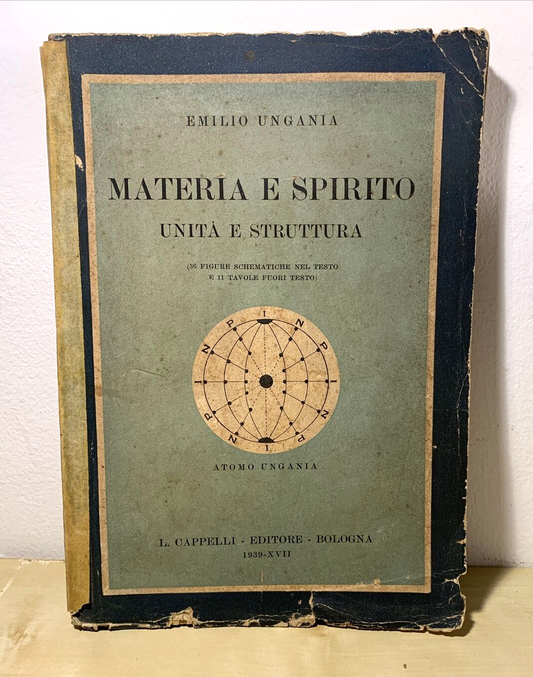 EMILIO UNGANIA
MATERIA E SPIRITO
UNITÀ E STRUTTURA
(36 FIGURE SCHEMATICHE NEL TESTO
E 11 TAVOLE FUORI TESTO)
I N P I N P I N P I N P
ATOMO UNGANIA
L. CAPPELLI - EDITORE - BOLOGNA
1939-XVII